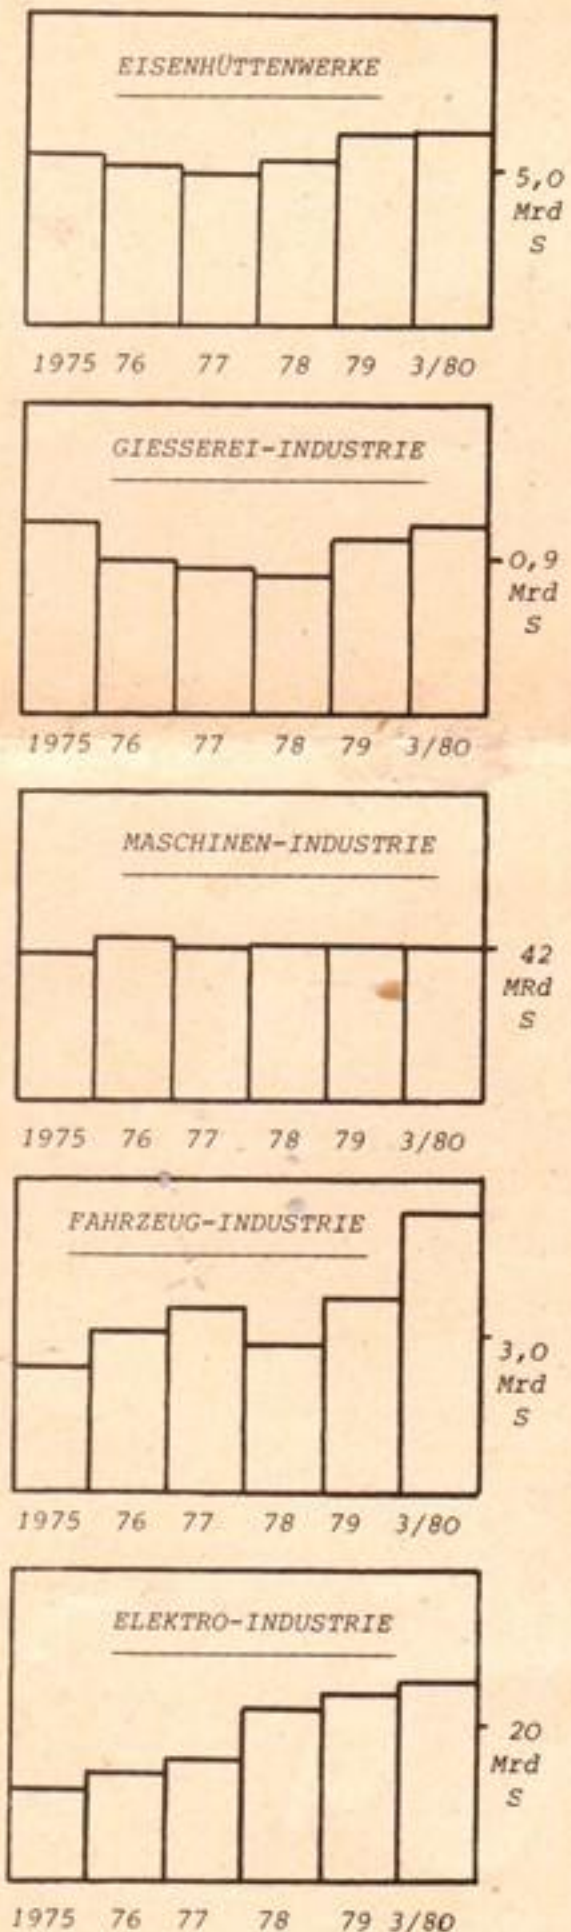 EISENHÜTTENWERKE
5,0
Mrd
S
1975 76 77 78 79 3/80
GIESSEREI-INDUSTRIE
0,9
Mrd
S
1975 76 77 78 79 3/80
MASCHINEN-INDUSTRIE
42
MRd
S
1975 76 77 78 79 3/80
FAHRZEUG-INDUSTRIE
3,0
Mrd
S
1975 76 77 78 79 3/80
ELEKTRO-INDUSTRIE
20
Mrd
S
1975 76 77 78 79 3/80